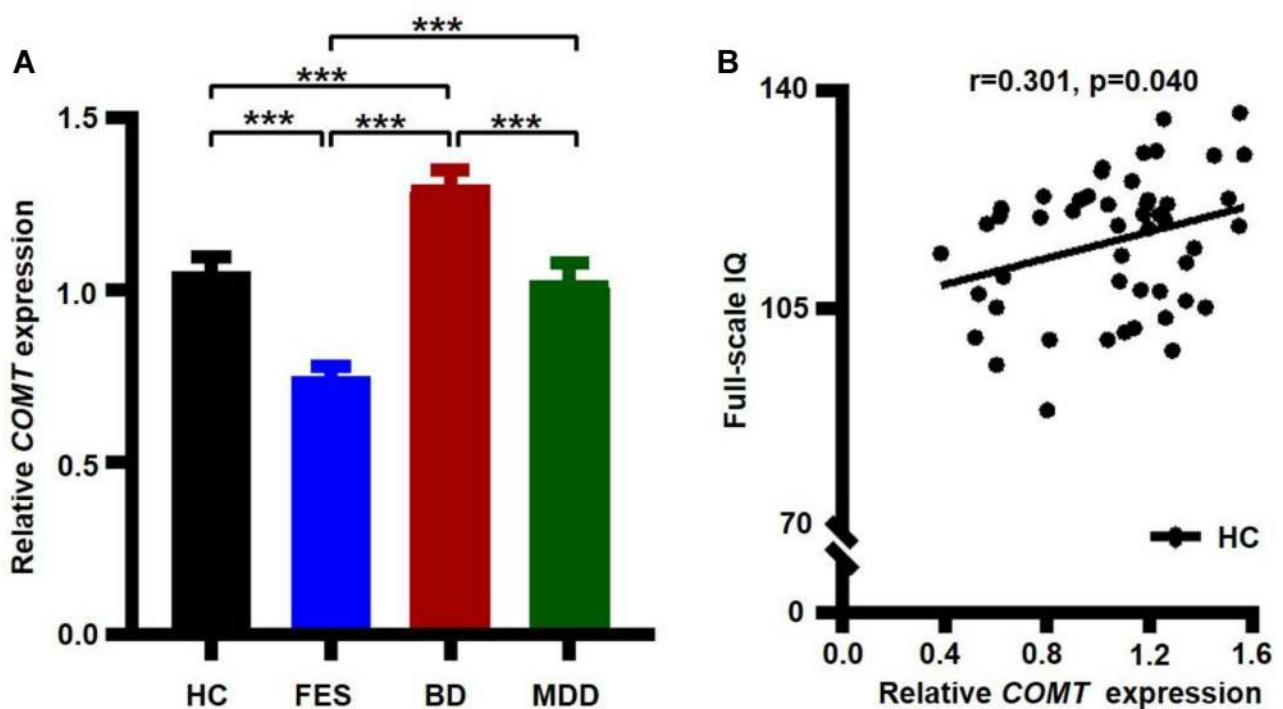 A
***
***
***
***
***
1.5
1.0
0.5
0.0
Relative COMT expression
HC
FES
BD
MDD
B
r=0.301, p=0.040
140
105
70
0
Full-scale IQ
HC
0.0
0.4
0.8
1.2
1.6
Relative COMT expression